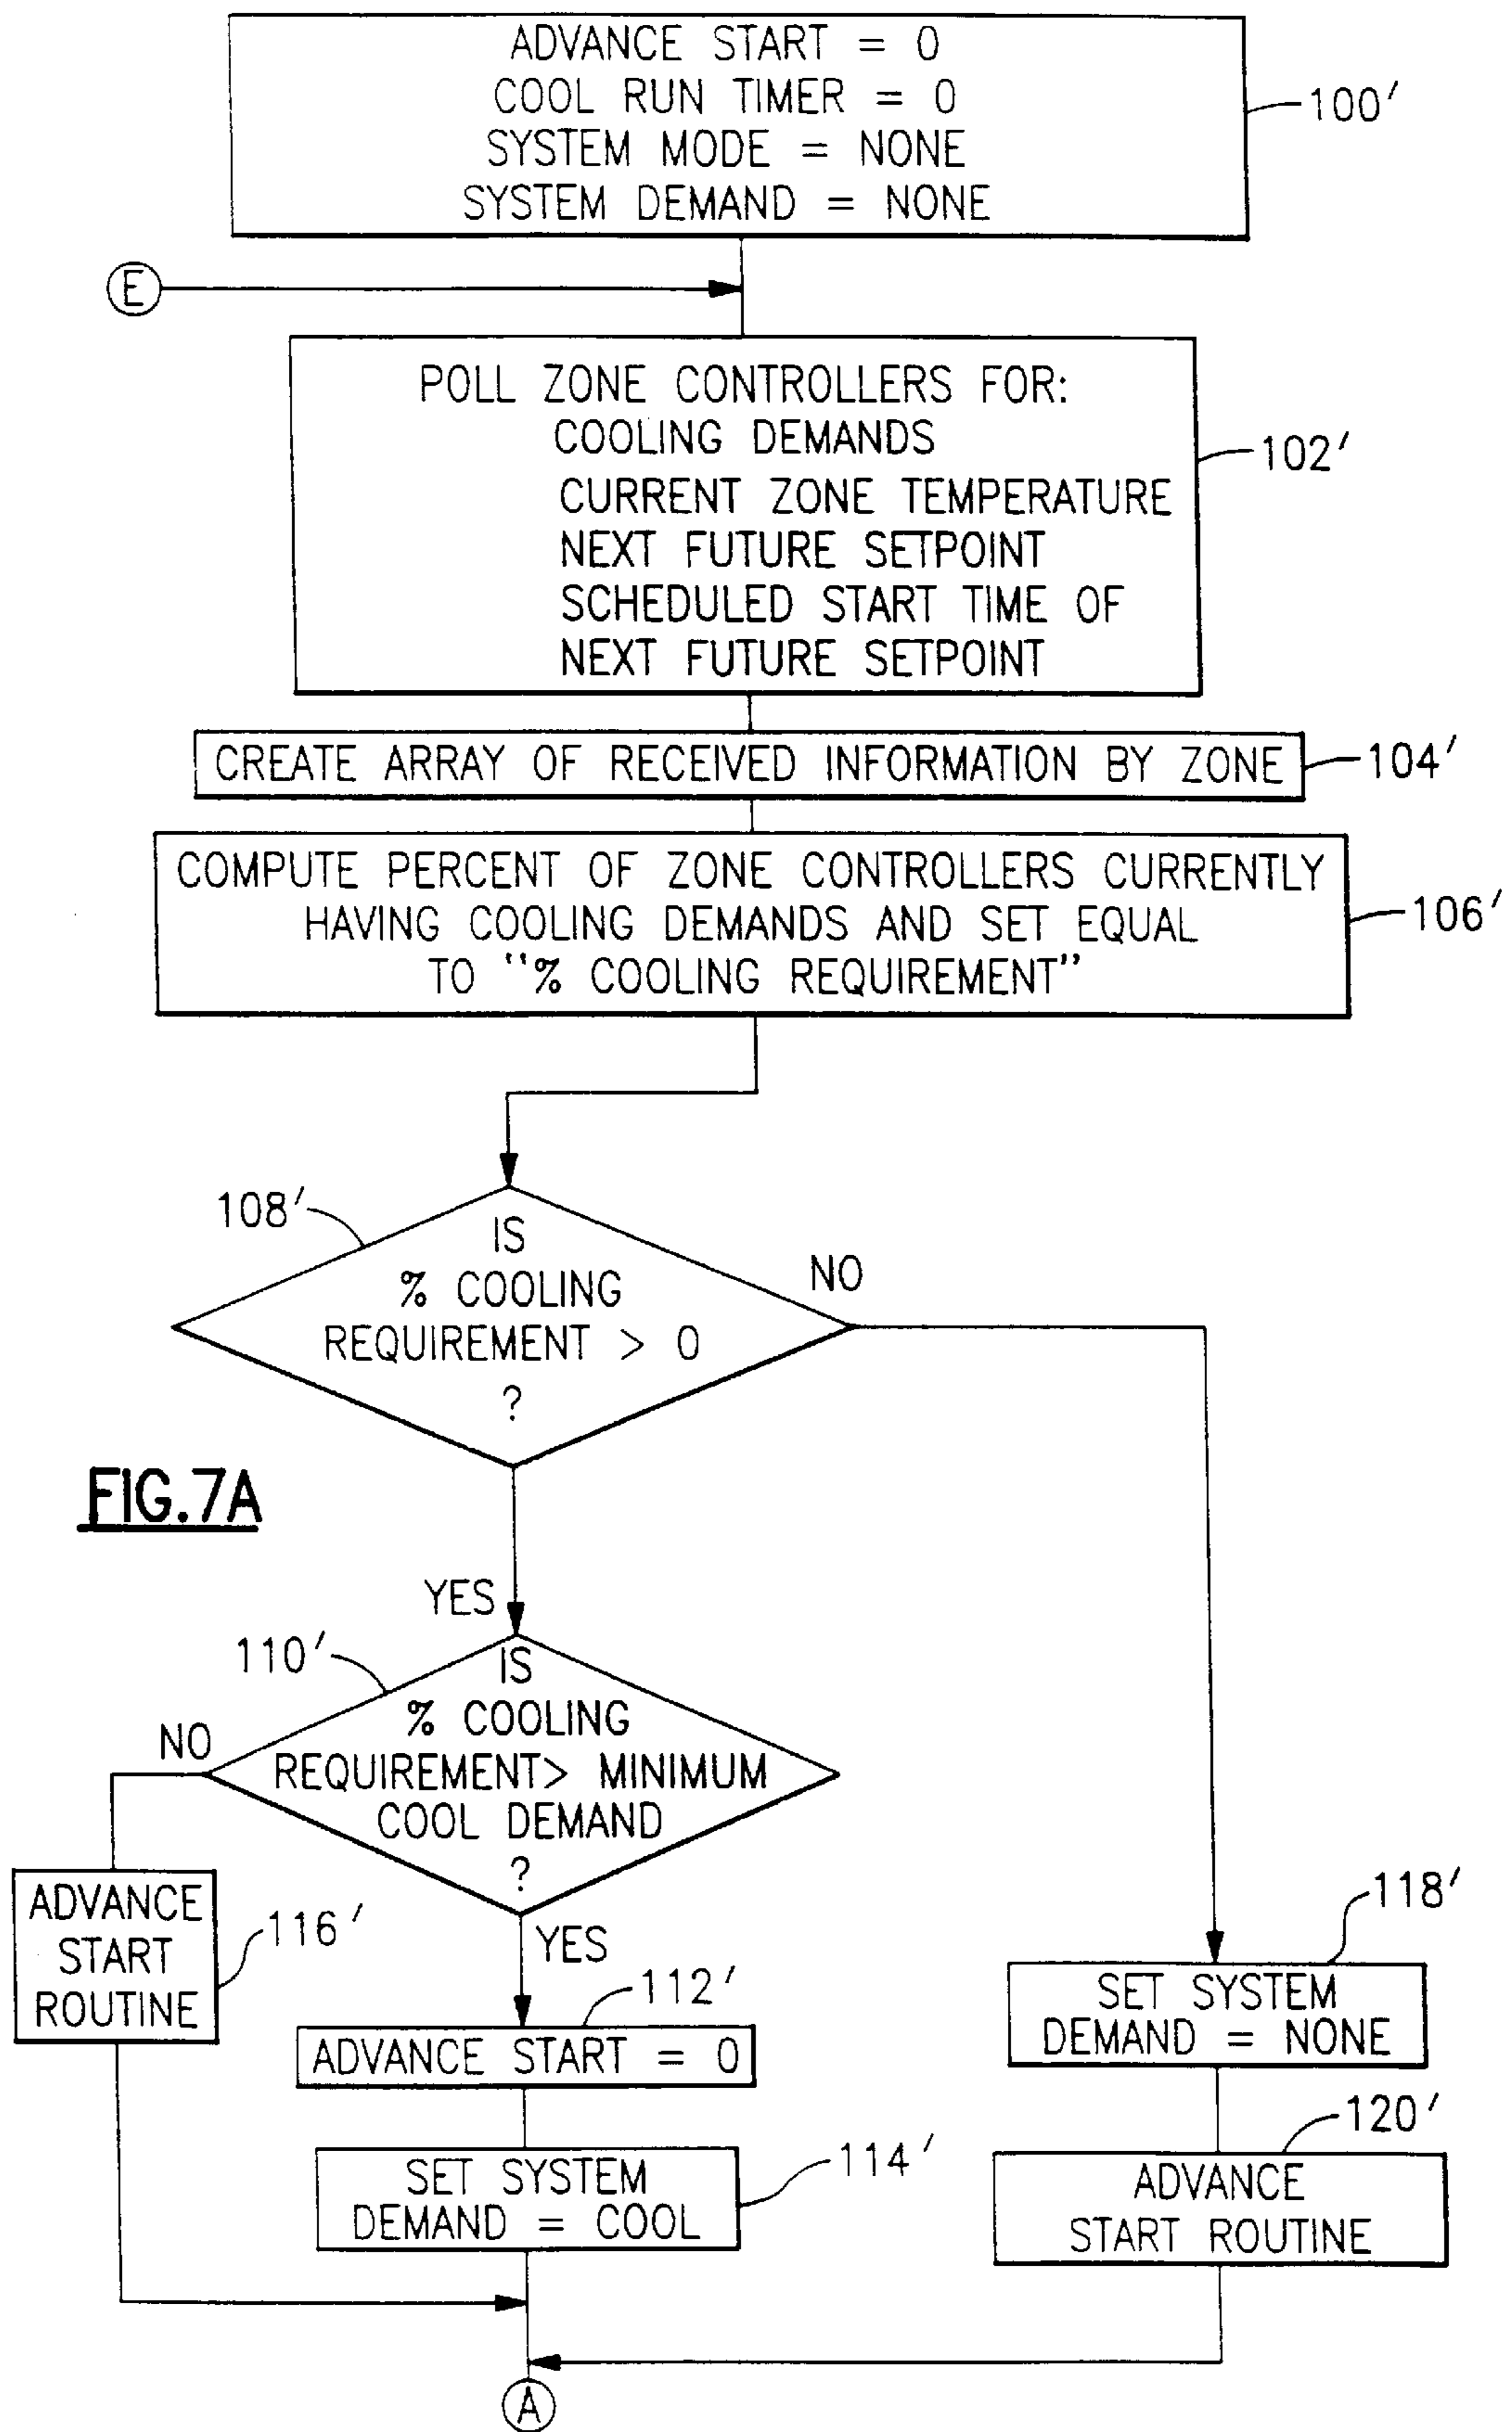 ADVANCE START = 0
COOL RUN TIMER = 0
SYSTEM MODE = NONE
SYSTEM DEMAND = NONE
100′
E
POLL ZONE CONTROLLERS FOR:
COOLING DEMANDS
CURRENT ZONE TEMPERATURE
NEXT FUTURE SETPOINT
SCHEDULED START TIME OF
NEXT FUTURE SETPOINT
102′
CREATE ARRAY OF RECEIVED INFORMATION BY ZONE
104′
COMPUTE PERCENT OF ZONE CONTROLLERS CURRENTLY
HAVING COOLING DEMANDS AND SET EQUAL
TO "% COOLING REQUIREMENT"
106′
108′
IS
% COOLING
REQUIREMENT > 0
?
NO
FIG.7A
YES
110′
IS
% COOLING
REQUIREMENT> MINIMUM
COOL DEMAND
?
NO
ADVANCE
START
ROUTINE
116′
YES
112′
ADVANCE START = 0
SET SYSTEM
DEMAND = COOL
114′
118′
SET SYSTEM
DEMAND = NONE
120′
ADVANCE
START ROUTINE
A